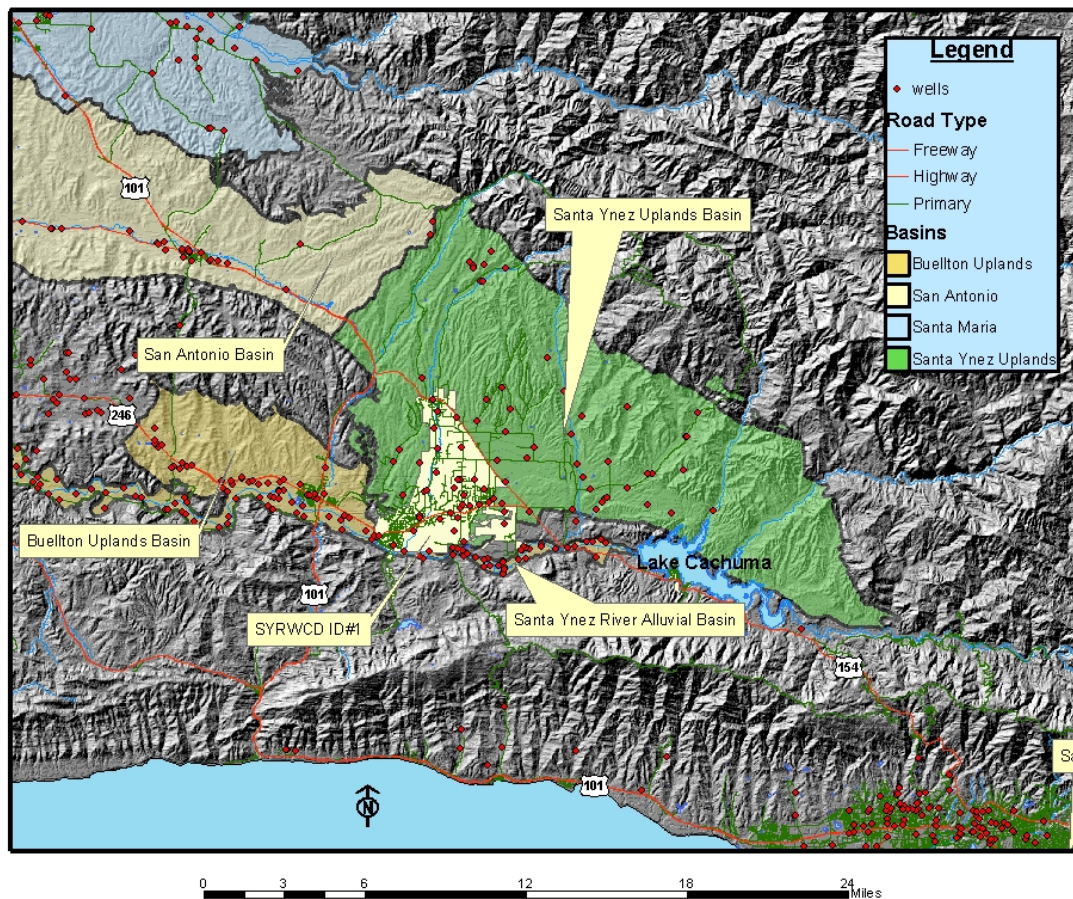 Legend
wells
Road Type
Freeway
Highway
Primary
Basins
Buellton Uplands
San Antonio
Santa Maria
Santa Ynez Uplands
101
Santa Ynez Uplands Basin
San Antonio Basin
246
Buellton Uplands Basin
Lake Cachuma
101
SYRWCD ID#1
Santa Ynez River Alluvial Basin
154
Sa
101
N
0 3 6 12 18 24 Miles